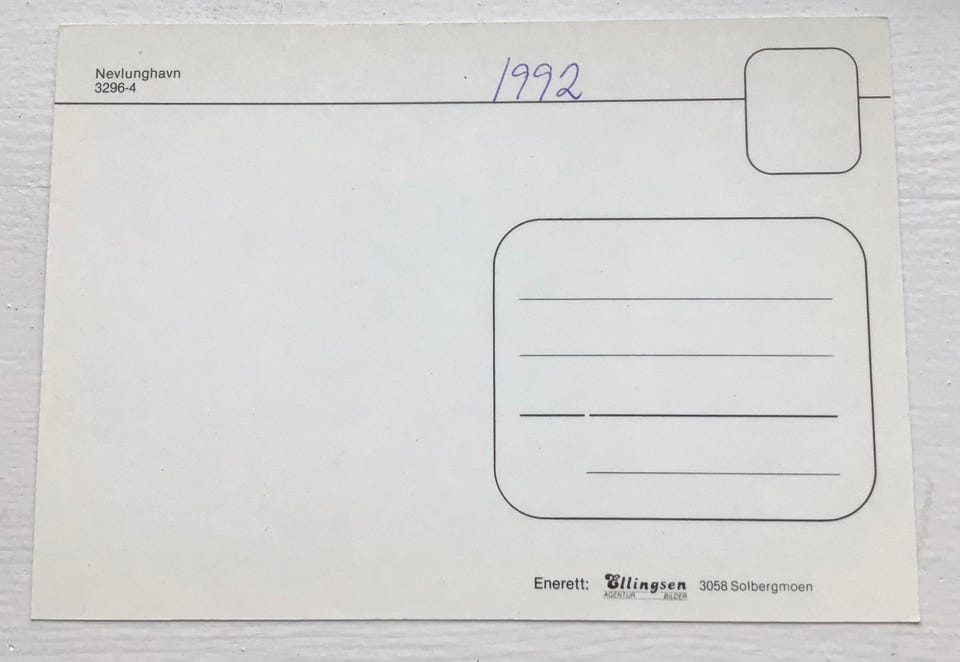 Nevlunghavn
3296-4
1992
Enerett: Ellingsen 3058 Solbergmoen
AGENTUR BILDER